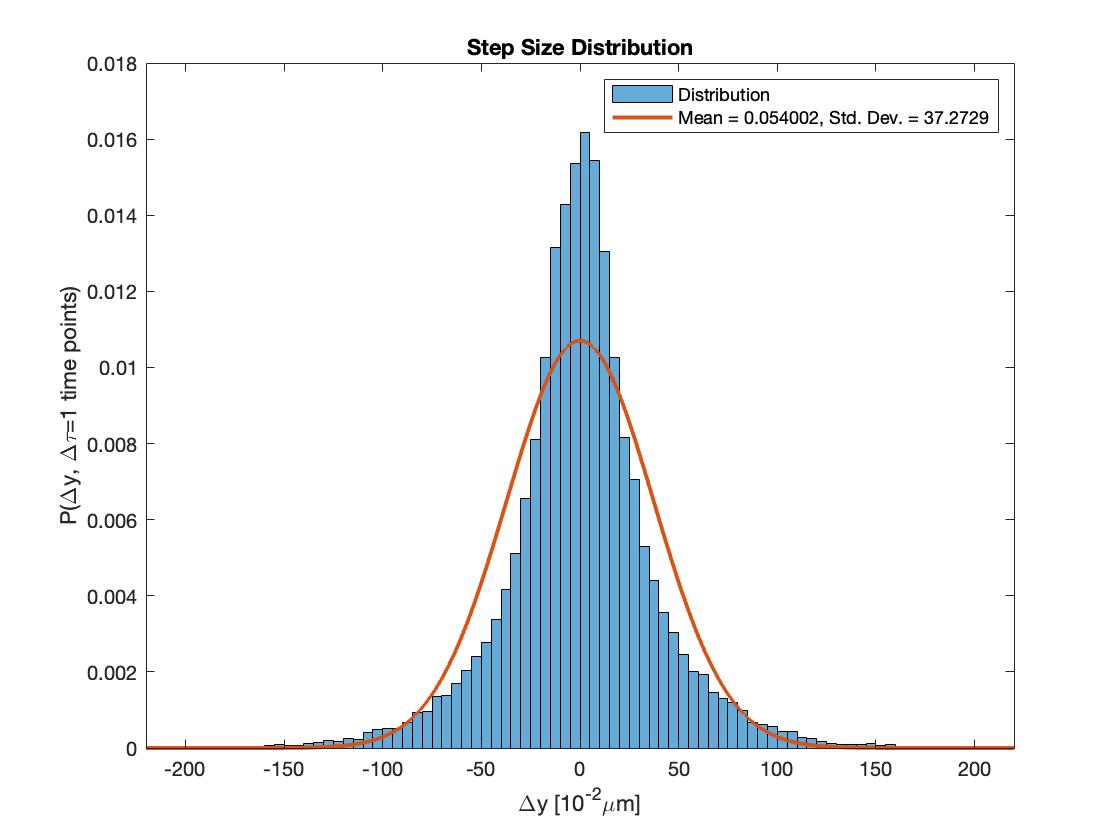 Step Size Distribution
0.018
0.016
0.014
0.012
0.01
0.008
0.006
0.004
0.002
0
P(Δy, Δτ=1 time points)
Distribution
Mean = 0.054002, Std. Dev. = 37.2729
-200 -150 -100 -50 0 50 100 150 200
Δy [10⁻²μm]